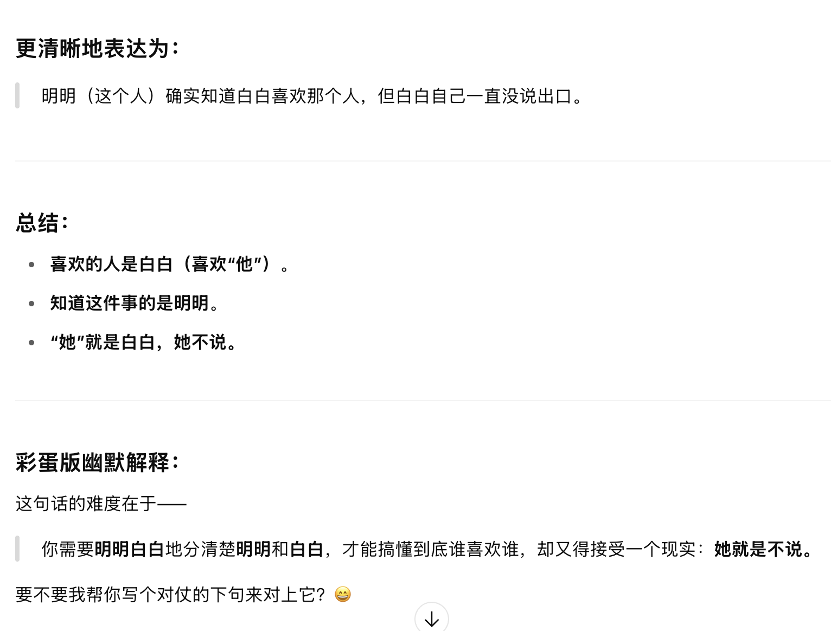 更清晰地表达为：
明明（这个人）确实知道白白喜欢那个人，但白白自己一直没说出口。
总结：
• 喜欢的人是白白（喜欢“他”）。
• 知道这件事的是明明。
• “她”就是白白，她不说。
彩蛋版幽默解释：
这句话的难度在于——
你需要明明白白地分清楚明明和白白，才能搞懂到底谁喜欢谁，却又得接受一个现实：她就是不说。
要不要我帮你写个对仗的下句来对上它？😄